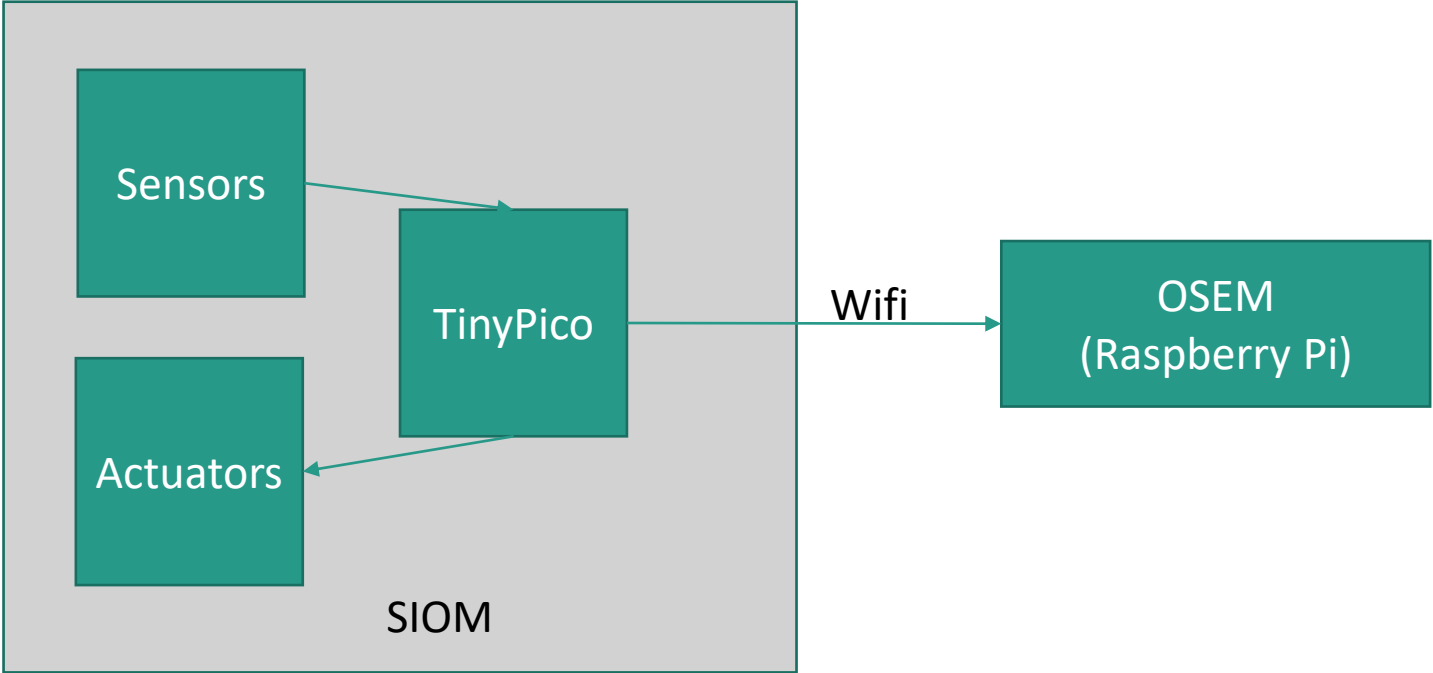 Sensors
TinyPico
Actuators
SIOM
Wifi
OSEM
(Raspberry Pi)